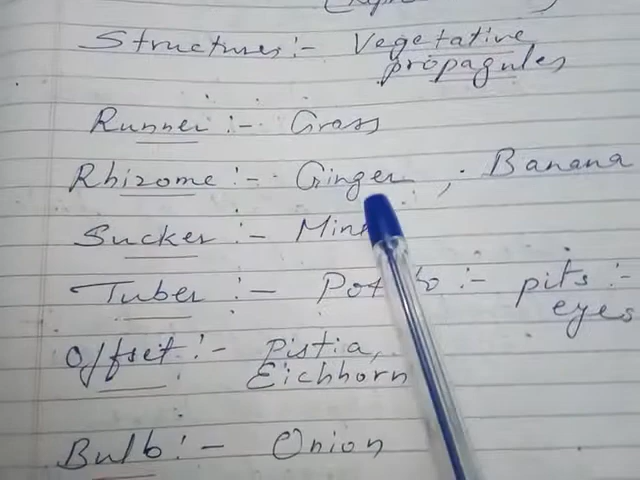 Structures:- Vegetative
propagules
Runner :- Grass
Rhizome :- Ginger, Banana
Sucker :-
Tuber :- :- pits :-
eyes
Offset :- Pistia,
Eichhorn
Bulb :- Onion